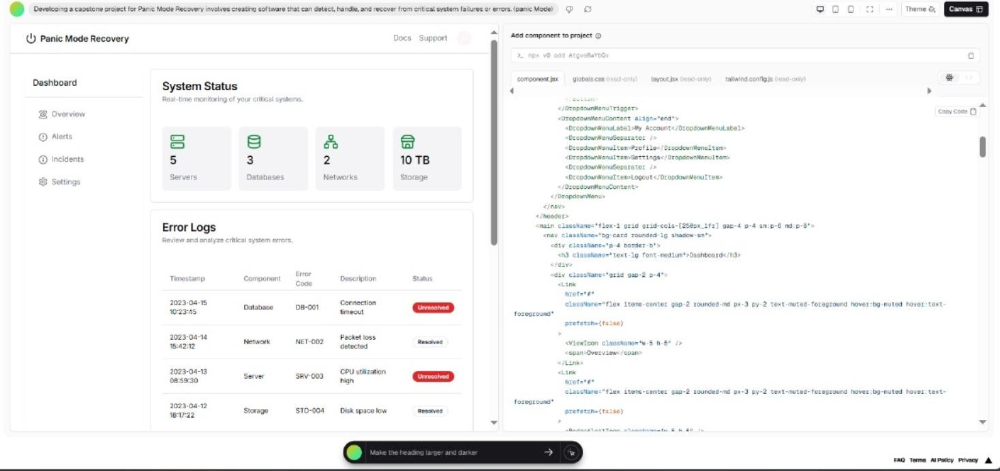 Developing a capstone project for Panic Mode Recovery involves creating software that can detect, handle, and recover from critical system failures or errors. (panic Mode)
Theme
Canvas
Panic Mode Recovery
Docs Support
Dashboard
Overview
Alerts
Incidents
Settings
System Status
Real-time monitoring of your critical systems.
5
Servers
3
Databases
2
Networks
10 TB
Storage
Error Logs
Review and analyze critical system errors.
Timestamp Component Error Code Description Status
2023-04-15 10:23:45 Database DB-001 Connection timeout Unresolved
2023-04-14 15:42:12 Network NET-002 Packet loss detected Resolved
2023-04-13 08:59:30 Server SRV-003 CPU utilization high Unresolved
2023-04-12 18:17:22 Storage STO-004 Disk space low Resolved
Add component to project
>_ npx v0 add
component.jsx globals.css (read-only) layout.jsx (read-only) tailwind.config.js (read-only)
Copy Code
</Button>
</DropdownMenuTrigger>
<DropdownMenuContent align="end">
<DropdownMenuLabel>My Account</DropdownMenuLabel>
<DropdownMenuSeparator />
<DropdownMenuItem>Profile</DropdownMenuItem>
<DropdownMenuItem>Settings</DropdownMenuItem>
<DropdownMenuSeparator />
<DropdownMenuItem>Logout</DropdownMenuItem>
</DropdownMenuContent>
</DropdownMenu>
</nav>
</header>
<main className="flex-1 grid grid-cols-[250px_1fr] gap-4 p-4 sm:p-6 md:p-8">
<nav className="bg-card rounded-lg shadow-sm">
<div className="p-4 border-b">
<h3 className="text-lg font-medium">Dashboard</h3>
</div>
<div className="grid gap-2 p-4">
<Link
href="#"
className="flex items-center gap-2 rounded-md px-3 py-2 text-muted-foreground hover:bg-muted hover:text-
foreground"
prefetch={false}
>
<ViewIcon className="w-5 h-5" />
<span>Overview</span>
</Link>
<Link
href="#"
className="flex items-center gap-2 rounded-md px-3 py-2 text-muted-foreground hover:bg-muted hover:text-
foreground"
prefetch={false}
>
Make the heading larger and darker
FAQ Terms AI Policy Privacy